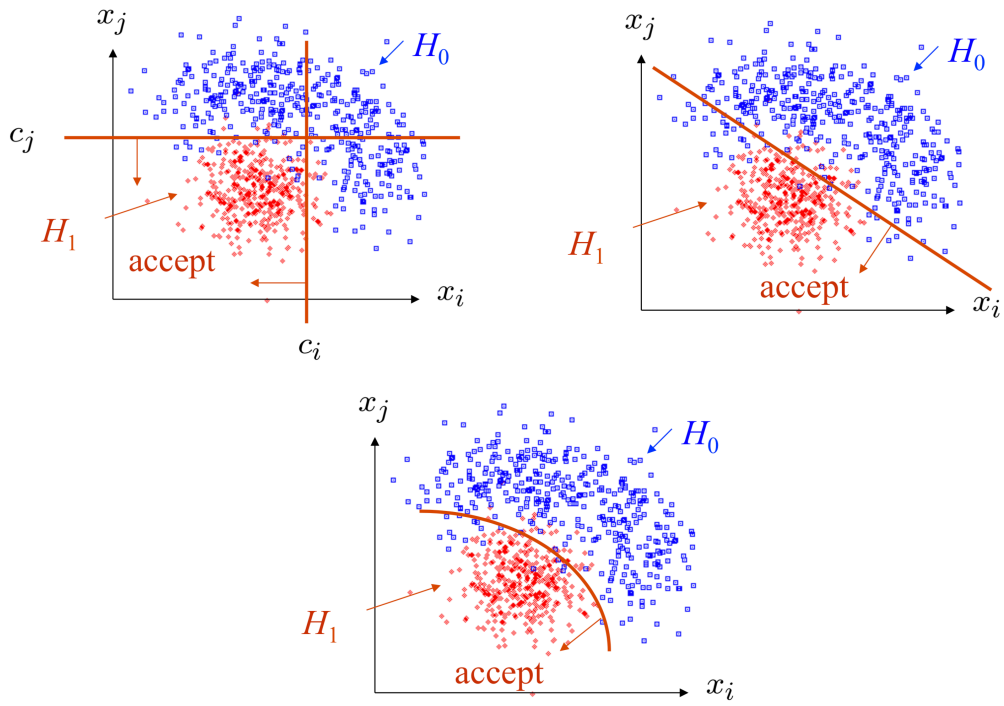 x_j
H_0
c_j
H_1
accept
x_i
c_i
x_j
H_0
H_1
accept
x_i
x_j
H_0
H_1
accept
x_i